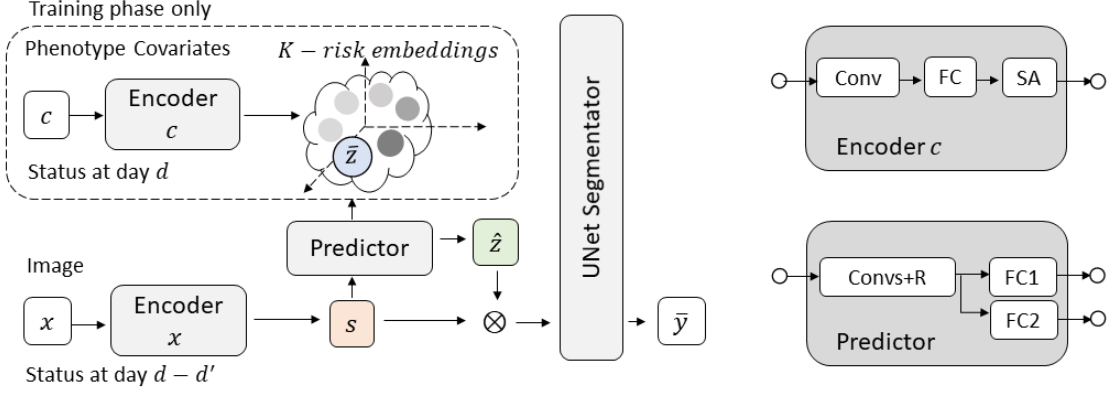 Training phase only
Phenotype Covariates
K − risk embeddings
c
Encoder
c
z̄
Status at day d
Predictor
ẑ
Image
x
Encoder
x
s
⊗
Status at day d − d′
UNet Segmentator
ȳ
Conv
FC
SA
Encoder c
Convs+R
FC1
FC2
Predictor